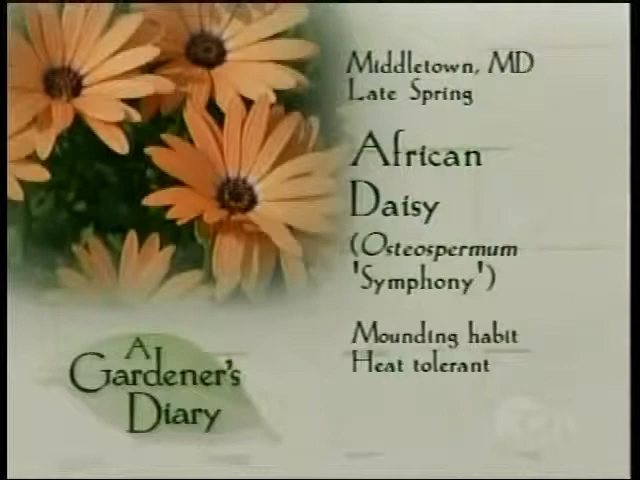 Middletown, MD
Late Spring
African
Daisy
(Osteospermum
'Symphony')
Mounding habit
Heat tolerant
A
Gardener's
Diary